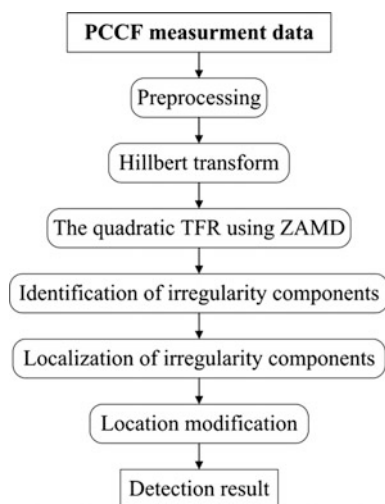 PCCF measurment data
Preprocessing
Hillbert transform
The quadratic TFR using ZAMD
Identification of irregularity components
Localization of irregularity components
Location modification
Detection result